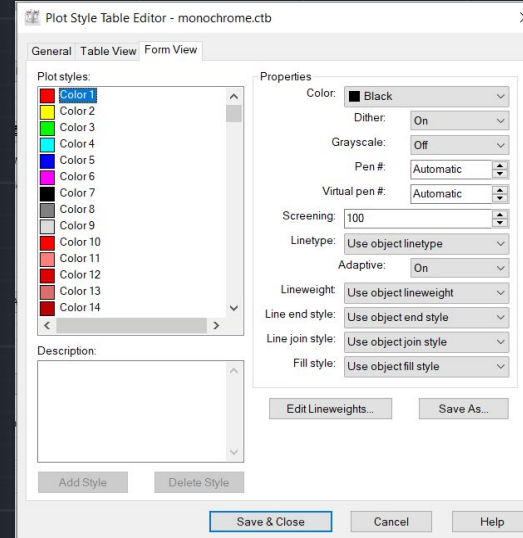 Plot Style Table Editor - monochrome.ctb
General Table View Form View
Plot styles:
Color 1
Color 2
Color 3
Color 4
Color 5
Color 6
Color 7
Color 8
Color 9
Color 10
Color 11
Color 12
Color 13
Color 14
Description:
Add Style Delete Style
Properties
Color: Black
Dither: On
Grayscale: Off
Pen #: Automatic
Virtual pen #: Automatic
Screening: 100
Linetype: Use object linetype
Adaptive: On
Lineweight: Use object lineweight
Line end style: Use object end style
Line join style: Use object join style
Fill style: Use object fill style
Edit Lineweights... Save As...
Save & Close Cancel Help